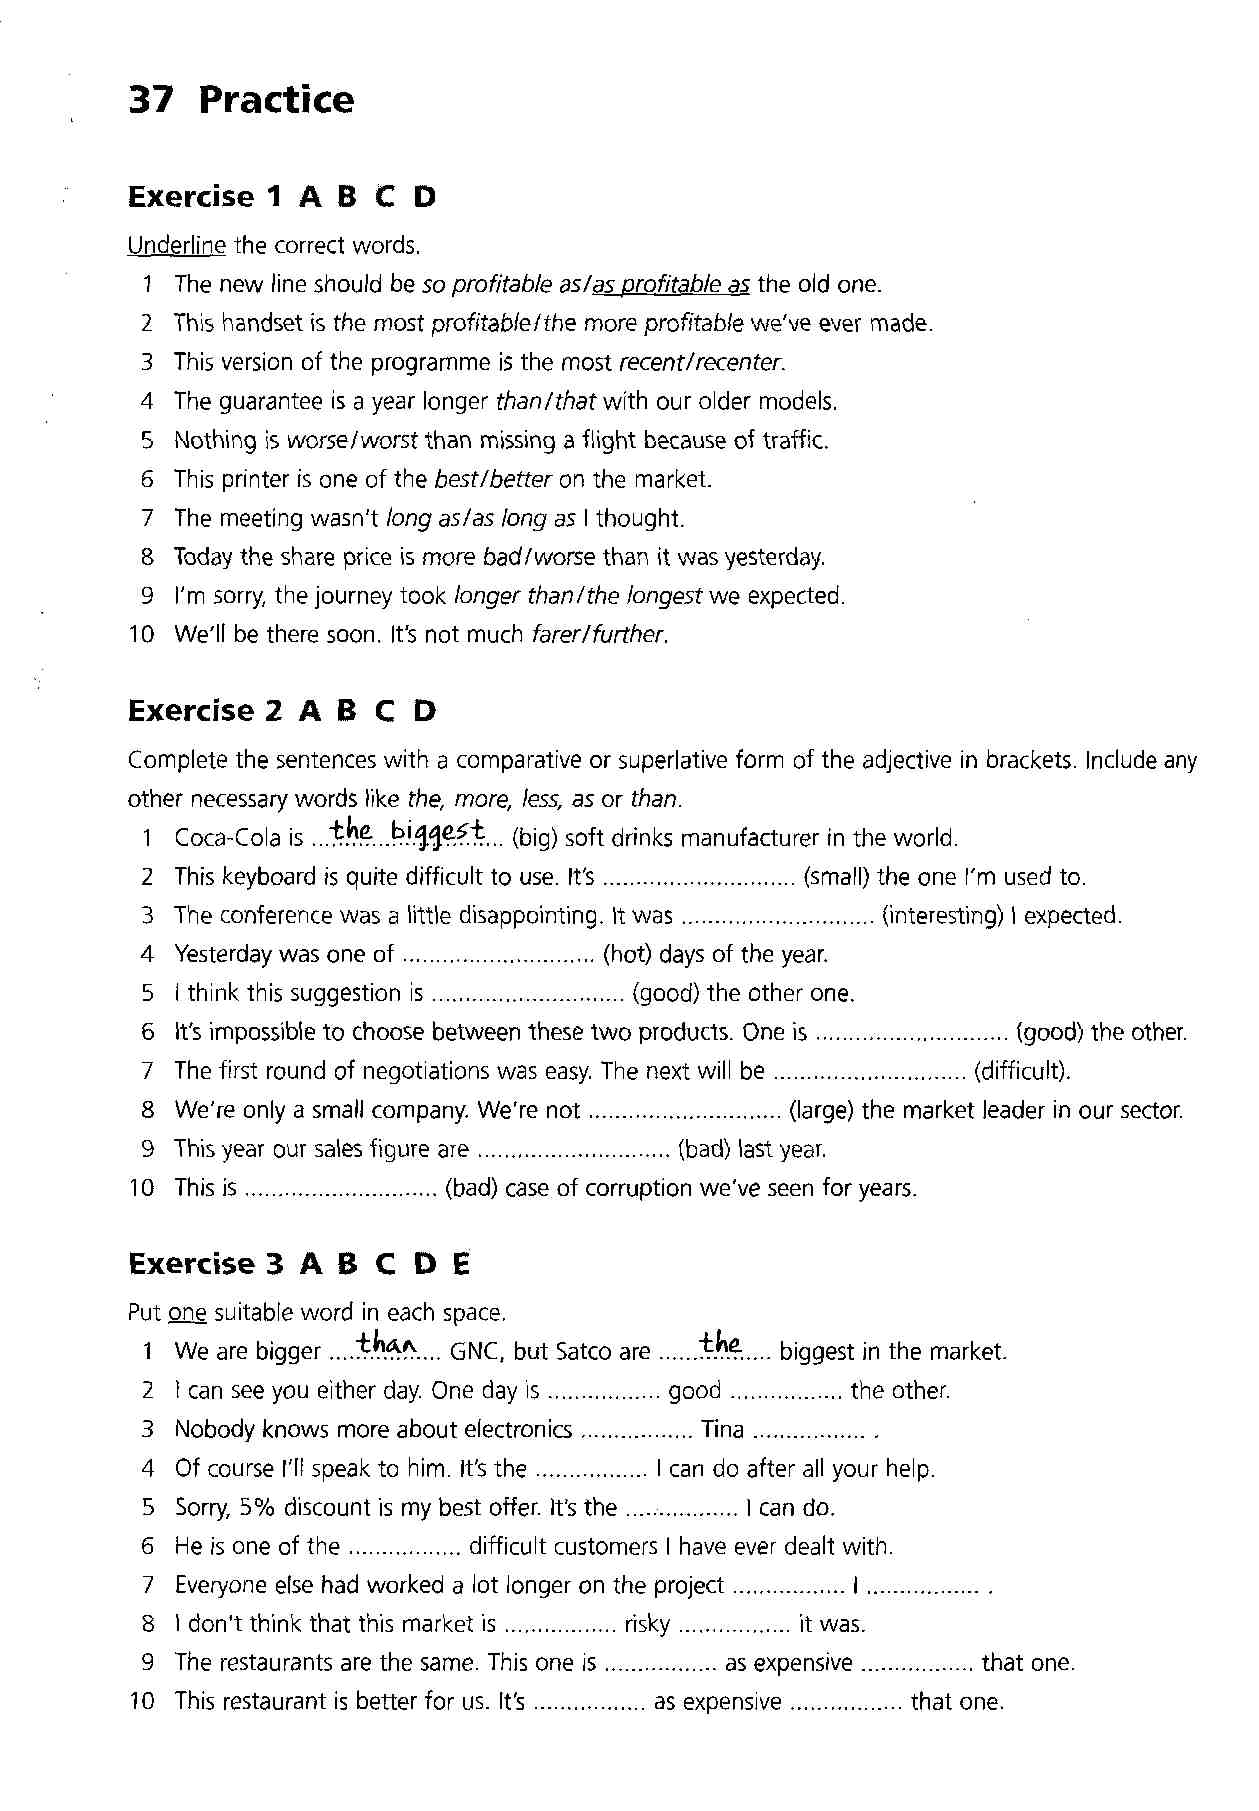 37 Practice
Exercise 1 A B C D
Underline the correct words.
1 The new line should be so profitable as/as profitable as the old one.
2 This handset is the most profitable/the more profitable we've ever made.
3 This version of the programme is the most recent/recenter.
4 The guarantee is a year longer than/that with our older models.
5 Nothing is worse/worst than missing a flight because of traffic.
6 This printer is one of the best/better on the market.
7 The meeting wasn't long as/as long as I thought.
8 Today the share price is more bad/worse than it was yesterday.
9 I'm sorry, the journey took longer than/the longest we expected.
10 We'll be there soon. It's not much farer/further.
Exercise 2 A B C D
Complete the sentences with a comparative or superlative form of the adjective in brackets. Include any
other necessary words like the, more, less, as or than.
1 Coca-Cola is ...the biggest... (big) soft drinks manufacturer in the world.
2 This keyboard is quite difficult to use. It's ............................. (small) the one I'm used to.
3 The conference was a little disappointing. It was ............................. (interesting) I expected.
4 Yesterday was one of ............................. (hot) days of the year.
5 I think this suggestion is ............................. (good) the other one.
6 It's impossible to choose between these two products. One is ............................. (good) the other.
7 The first round of negotiations was easy. The next will be ............................. (difficult).
8 We're only a small company. We're not ............................. (large) the market leader in our sector.
9 This year our sales figure are ............................. (bad) last year.
10 This is ............................. (bad) case of corruption we've seen for years.
Exercise 3 A B C D E
Put one suitable word in each space.
1 We are bigger ....than.... GNC, but Satco are ......the..... biggest in the market.
2 I can see you either day. One day is ................. good ................. the other.
3 Nobody knows more about electronics ................. Tina ................. .
4 Of course I'll speak to him. It's the ................. I can do after all your help.
5 Sorry, 5% discount is my best offer. It's the ................. I can do.
6 He is one of the ................. difficult customers I have ever dealt with.
7 Everyone else had worked a lot longer on the project ................. I ................. .
8 I don't think that this market is ................. risky ................. it was.
9 The restaurants are the same. This one is ................. as expensive ................. that one.
10 This restaurant is better for us. It's ................. as expensive ................. that one.